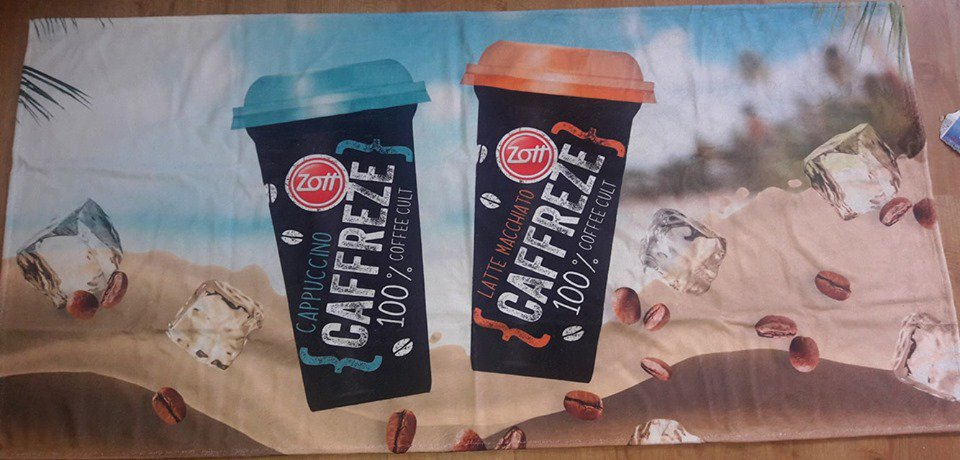 Zott
CAPPUCCINO
{CAFFREZE}
100% COFFEE CULT
Zott
LATTE MACCHIATO
{CAFFREZE}
100% COFFEE CULT